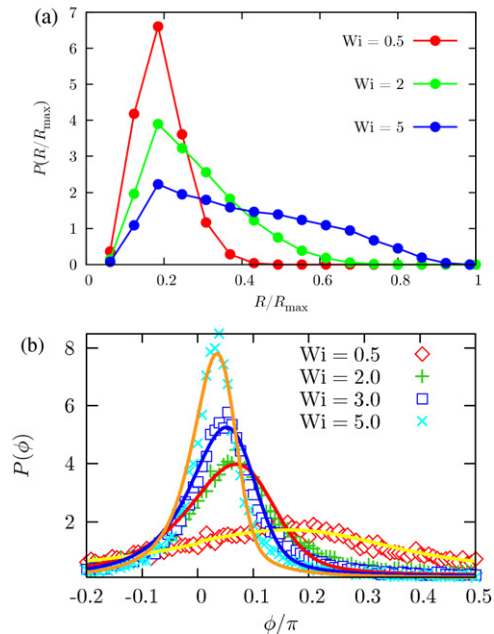 (a)
7
6
5
4
3
2
1
0
P(R/R_max)
Wi = 0.5
Wi = 2
Wi = 5
0 0.2 0.4 0.6 0.8 1
R/R_max
(b)
8
6
4
2
P(ϕ)
Wi = 0.5
Wi = 2.0
Wi = 3.0
Wi = 5.0
-0.2 -0.1 0 0.1 0.2 0.3 0.4 0.5
ϕ/π